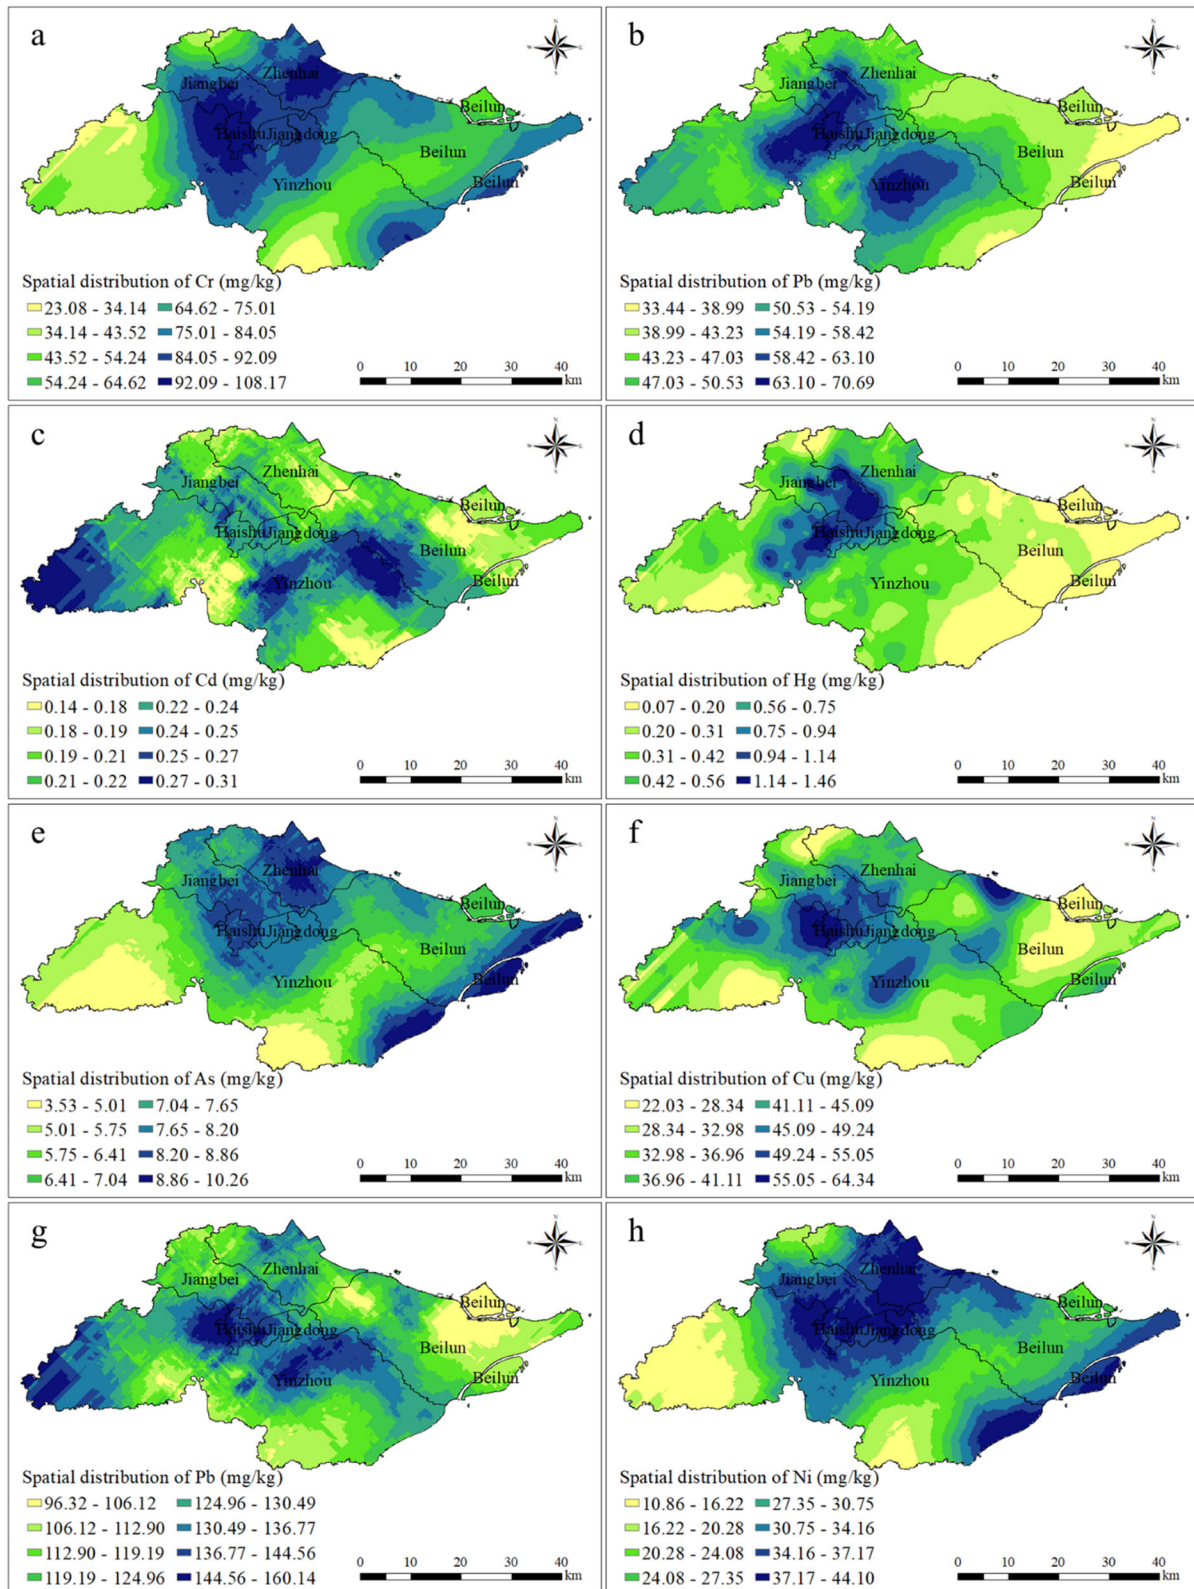 a
Zhenhai
Jiangbei
Beilun
Haishu Jiangdong
Beilun
Beilun
Yinzhou
Spatial distribution of Cr (mg/kg)
23.08 - 34.14 64.62 - 75.01
34.14 - 43.52 75.01 - 84.05
43.52 - 54.24 84.05 - 92.09
54.24 - 64.62 92.09 - 108.17
0 10 20 30 40
km
b
Zhenhai
Jiangbei
Beilun
Haishu Jiangdong
Beilun
Beilun
Yinzhou
Spatial distribution of Pb (mg/kg)
33.44 - 38.99 50.53 - 54.19
38.99 - 43.23 54.19 - 58.42
43.23 - 47.03 58.42 - 63.10
47.03 - 50.53 63.10 - 70.69
0 10 20 30 40
km
c
Zhenhai
Jiangbei
Beilun
Haishu Jiangdong
Beilun
Beilun
Yinzhou
Spatial distribution of Cd (mg/kg)
0.14 - 0.18 0.22 - 0.24
0.18 - 0.19 0.24 - 0.25
0.19 - 0.21 0.25 - 0.27
0.21 - 0.22 0.27 - 0.31
0 10 20 30 40
km
d
Zhenhai
Jiangbei
Beilun
Haishu Jiangdong
Beilun
Beilun
Yinzhou
Spatial distribution of Hg (mg/kg)
0.07 - 0.20 0.56 - 0.75
0.20 - 0.31 0.75 - 0.94
0.31 - 0.42 0.94 - 1.14
0.42 - 0.56 1.14 - 1.46
0 10 20 30 40
km
e
Zhenhai
Jiangbei
Beilun
Haishu Jiangdong
Beilun
Beilun
Yinzhou
Spatial distribution of As (mg/kg)
3.53 - 5.01 7.04 - 7.65
5.01 - 5.75 7.65 - 8.20
5.75 - 6.41 8.20 - 8.86
6.41 - 7.04 8.86 - 10.26
0 10 20 30 40
km
f
Zhenhai
Jiangbei
Beilun
Haishu Jiangdong
Beilun
Beilun
Yinzhou
Spatial distribution of Cu (mg/kg)
22.03 - 28.34 41.11 - 45.09
28.34 - 32.98 45.09 - 49.24
32.98 - 36.96 49.24 - 55.05
36.96 - 41.11 55.05 - 64.34
0 10 20 30 40
km
g
Zhenhai
Jiangbei
Beilun
Haishu Jiangdong
Beilun
Beilun
Yinzhou
Spatial distribution of Pb (mg/kg)
96.32 - 106.12 124.96 - 130.49
106.12 - 112.90 130.49 - 136.77
112.90 - 119.19 136.77 - 144.56
119.19 - 124.96 144.56 - 160.14
0 10 20 30 40
km
h
Zhenhai
Jiangbei
Beilun
Haishu Jiangdong
Beilun
Beilun
Yinzhou
Spatial distribution of Ni (mg/kg)
10.86 - 16.22 27.35 - 30.75
16.22 - 20.28 30.75 - 34.16
20.28 - 24.08 34.16 - 37.17
24.08 - 27.35 37.17 - 44.10
0 10 20 30 40
km